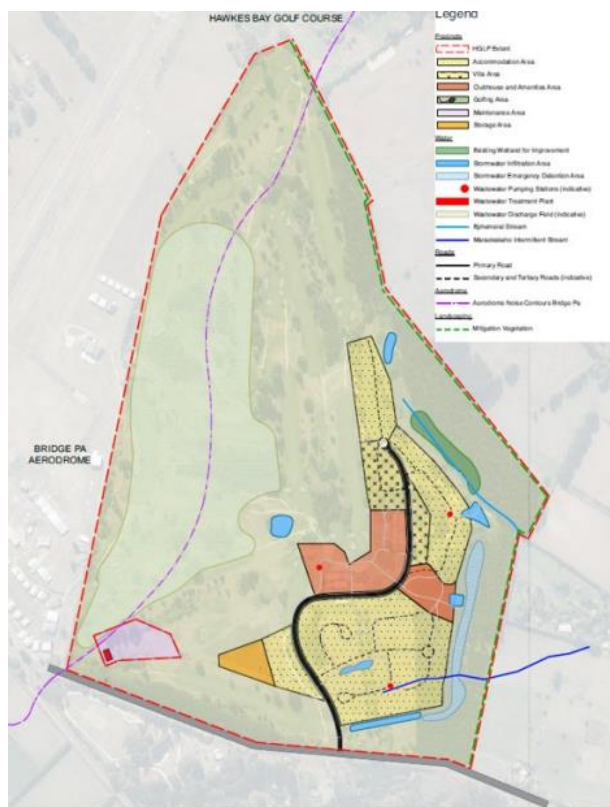 HAWKES BAY GOLF COURSE
Legend
Precincts
HGLP Extent
Accommodation Area
Villa Area
Clubhouse and Amenities Area
Golfing Area
Maintenance Area
Storage Area
Water
Existing Wetland for Improvement
Stormwater Infiltration Area
Stormwater Emergency Detention Area
Wastewater Pumping Stations (indicative)
Wastewater Treatment Plant
Wastewater Discharge Field (indicative)
Ephemeral Stream
Maraekakaho Intermittent Stream
Roads
Primary Road
Secondary and Tertiary Roads (indicative)
Aerodrome
Aerodrome Noise Contours Bridge Pa
Landscaping
Mitigation Vegetation
BRIDGE PA
AERODROME